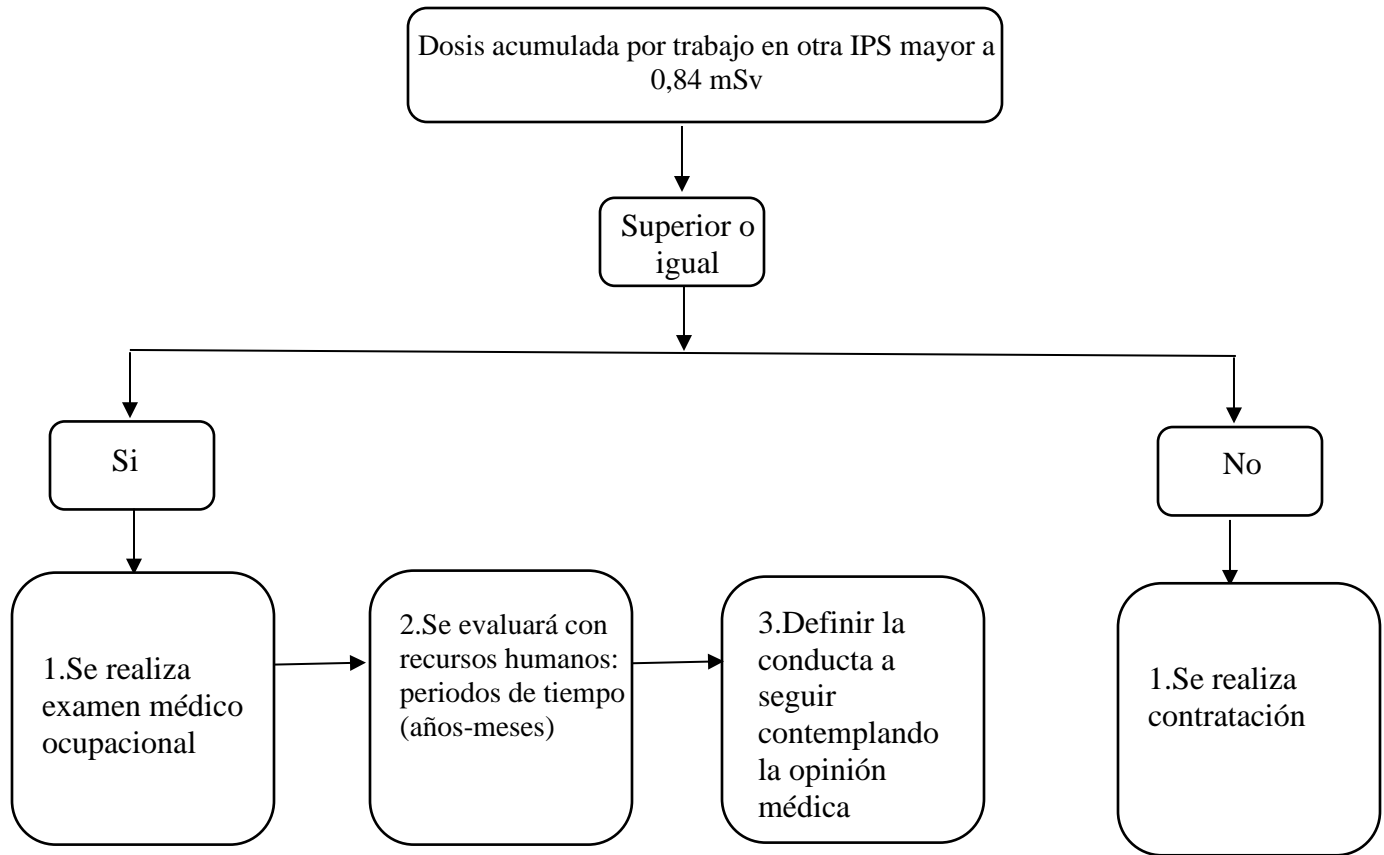 Dosis acumulada por trabajo en otra IPS mayor a
0,84 mSv
Superior o
igual
Si
No
1.Se realiza
examen médico
ocupacional
2.Se evaluará con
recursos humanos:
periodos de tiempo
(años-meses)
3.Definir la
conducta a
seguir
contemplando
la opinión
médica
1.Se realiza
contratación